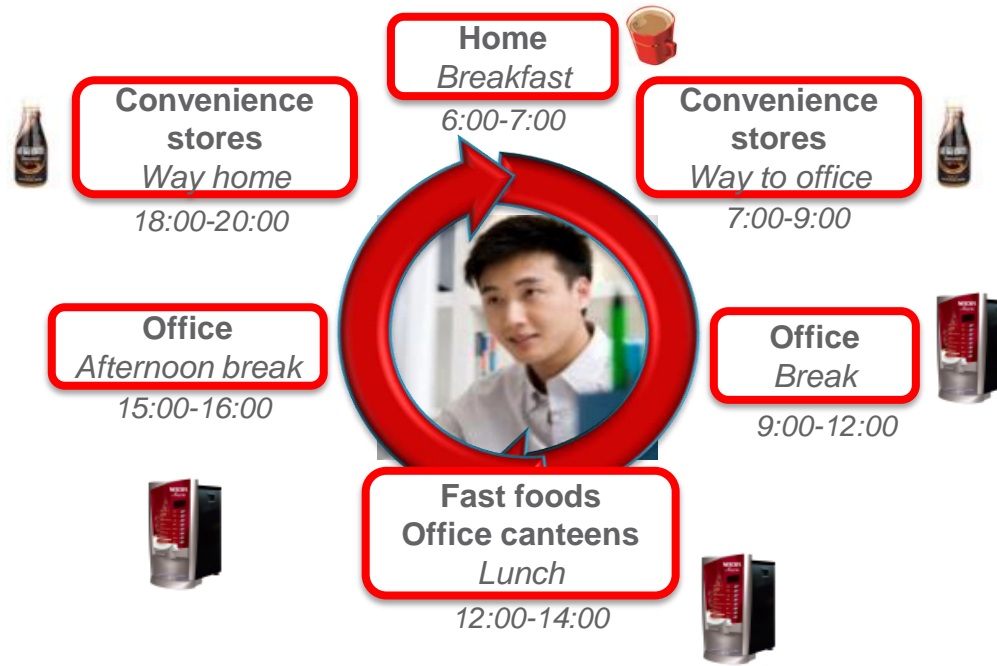 Home
Breakfast
6:00-7:00
Convenience
stores
Way to office
7:00-9:00
Office
Break
9:00-12:00
Fast foods
Office canteens
Lunch
12:00-14:00
Office
Afternoon break
15:00-16:00
Convenience
stores
Way home
18:00-20:00